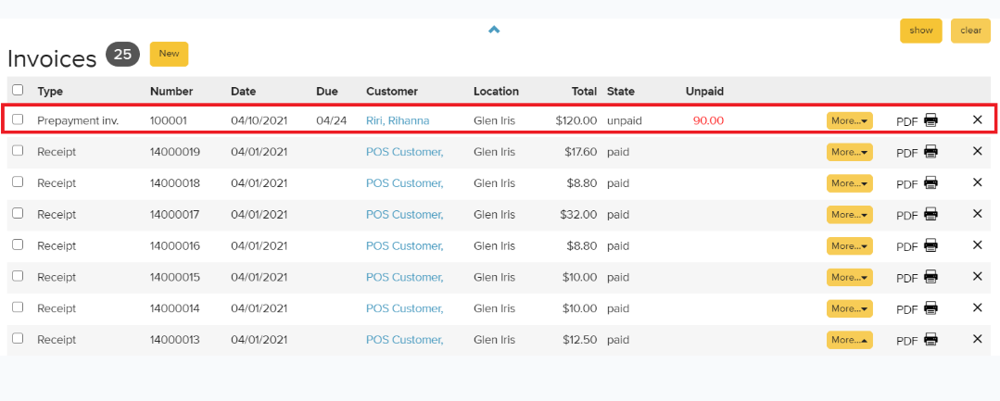 show clear
Invoices 25 New
Type Number Date Due Customer Location Total State Unpaid
Prepayment inv. 100001 04/10/2021 04/24 Riri, Rihanna Glen Iris $120.00 unpaid 90.00 More... PDF
Receipt 14000019 04/01/2021 POS Customer, Glen Iris $17.60 paid More... PDF
Receipt 14000018 04/01/2021 POS Customer, Glen Iris $8.80 paid More... PDF
Receipt 14000017 04/01/2021 POS Customer, Glen Iris $32.00 paid More... PDF
Receipt 14000016 04/01/2021 POS Customer, Glen Iris $8.80 paid More... PDF
Receipt 14000015 04/01/2021 POS Customer, Glen Iris $10.00 paid More... PDF
Receipt 14000014 04/01/2021 POS Customer, Glen Iris $10.00 paid More... PDF
Receipt 14000013 04/01/2021 POS Customer, Glen Iris $12.50 paid More... PDF